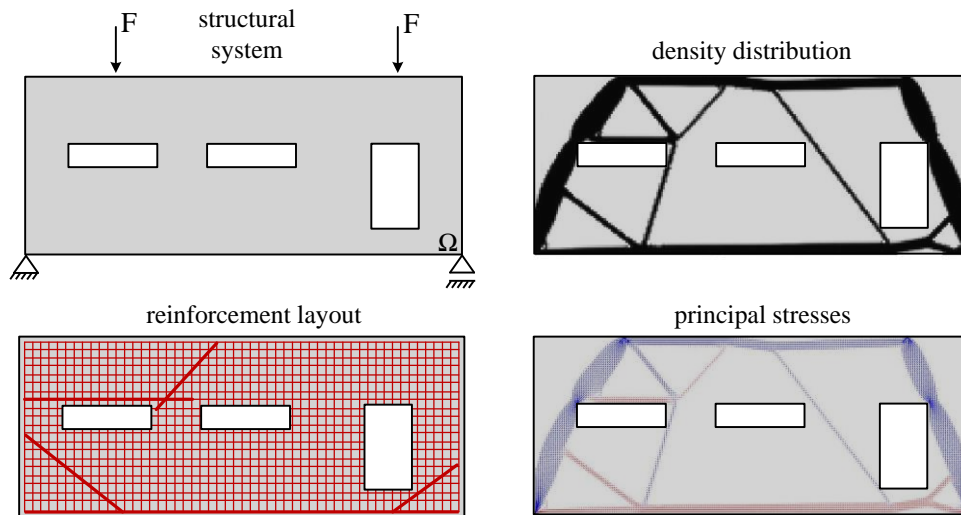 F
structural
system
F
Ω
density distribution
reinforcement layout
principal stresses